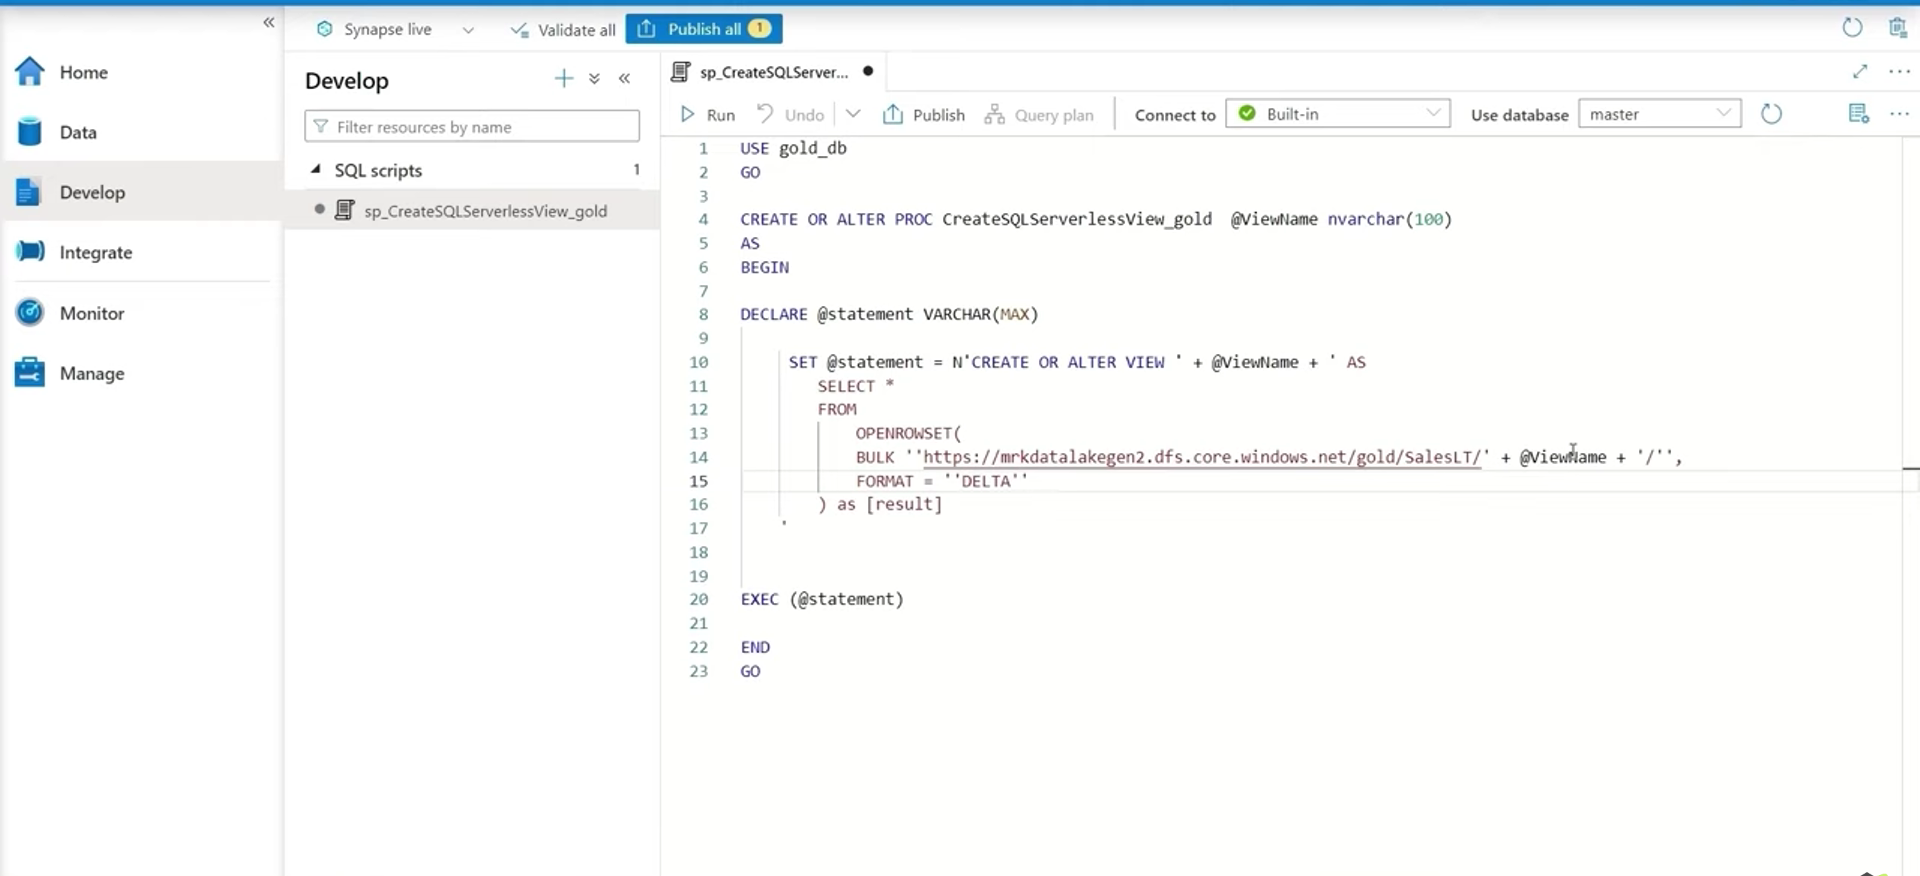 Synapse live
Validate all
Publish all 1
Home
Data
Develop
Integrate
Monitor
Manage
Develop
Filter resources by name
SQL scripts 1
sp_CreateSQLServerlessView_gold
sp_CreateSQLServer...
Run Undo Publish Query plan Connect to Built-in Use database master
1 USE gold_db
2 GO
3
4 CREATE OR ALTER PROC CreateSQLServerlessView_gold @ViewName nvarchar(100)
5 AS
6 BEGIN
7
8 DECLARE @statement VARCHAR(MAX)
9
10 SET @statement = N'CREATE OR ALTER VIEW ' + @ViewName + ' AS
11 SELECT *
12 FROM
13 OPENROWSET(
14 BULK ''https://mrkdatalakegen2.dfs.core.windows.net/gold/SalesLT/' + @ViewName + '/'',
15 FORMAT = ''DELTA''
16 ) as [result]
17 '
18
19
20 EXEC (@statement)
21
22 END
23 GO